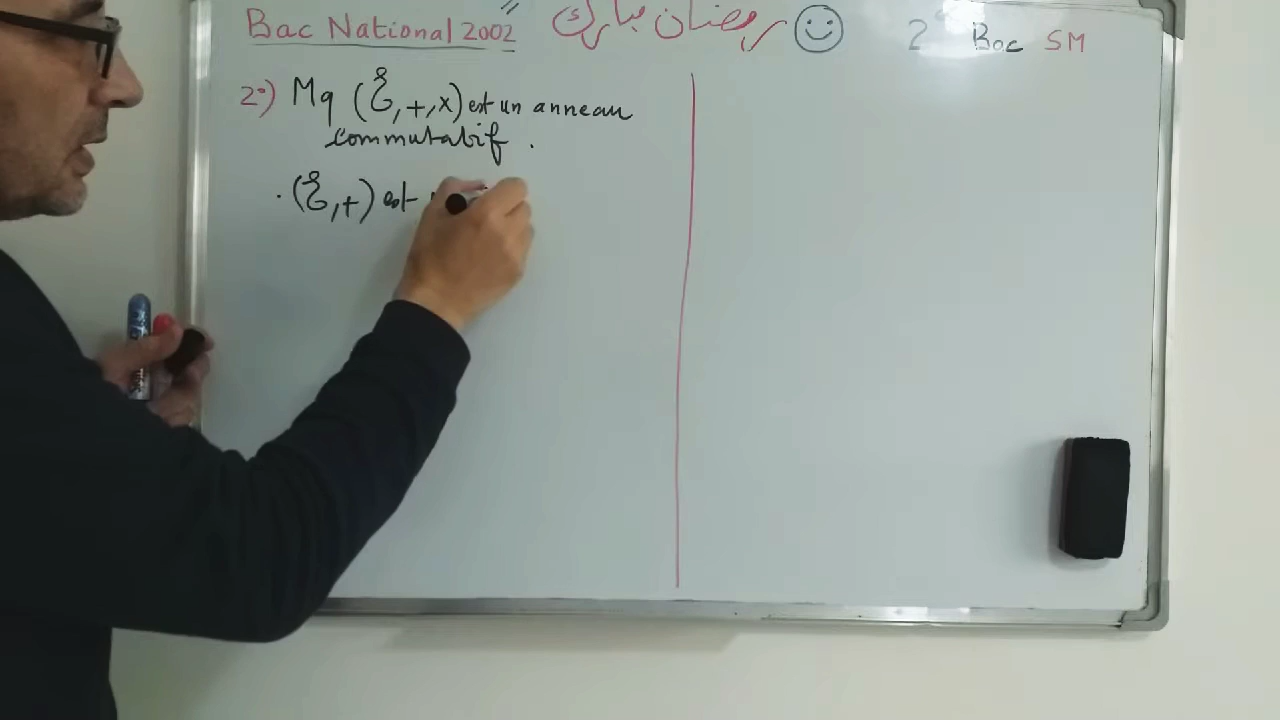 Bac National 2002 رمضان مبارك 2 Bac SM
2°) Mq (E, +, x) est un anneau
commutatif .
. (E, +) est